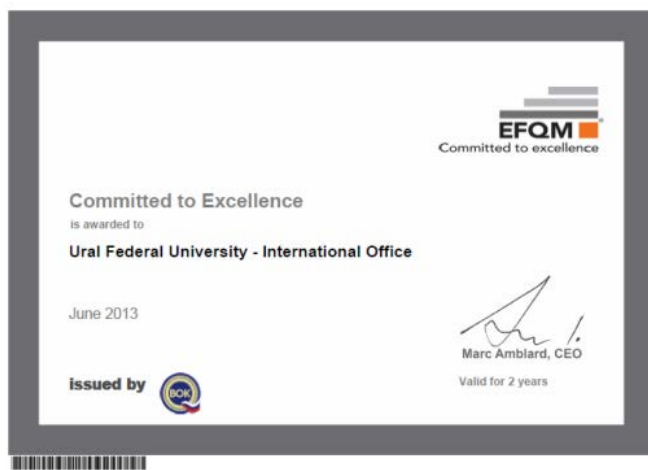 EFQM
Committed to excellence
Committed to Excellence
is awarded to
Ural Federal University - International Office
June 2013
Marc Amblard, CEO
issued by
ВОК
Valid for 2 years